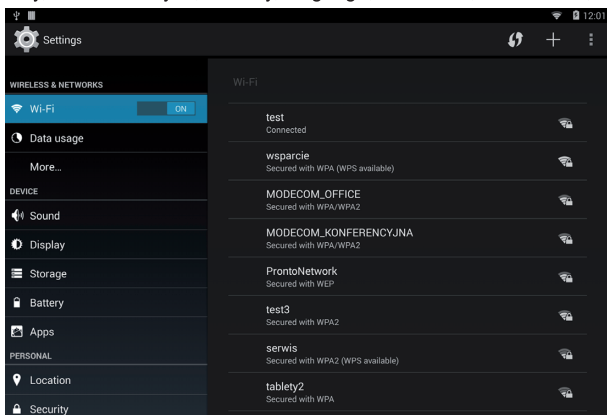 12:01
Settings
WIRELESS & NETWORKS
Wi-Fi
ON
Data usage
More...
DEVICE
Sound
Display
Storage
Battery
Apps
PERSONAL
Location
Security
Wi-Fi
test
Connected
wsparcie
Secured with WPA (WPS available)
MODECOM_OFFICE
Secured with WPA/WPA2
MODECOM_KONFERENCYJNA
Secured with WPA/WPA2
ProntoNetwork
Secured with WEP
test3
Secured with WPA2
serwis
Secured with WPA2 (WPS available)
tablety2
Secured with WPA